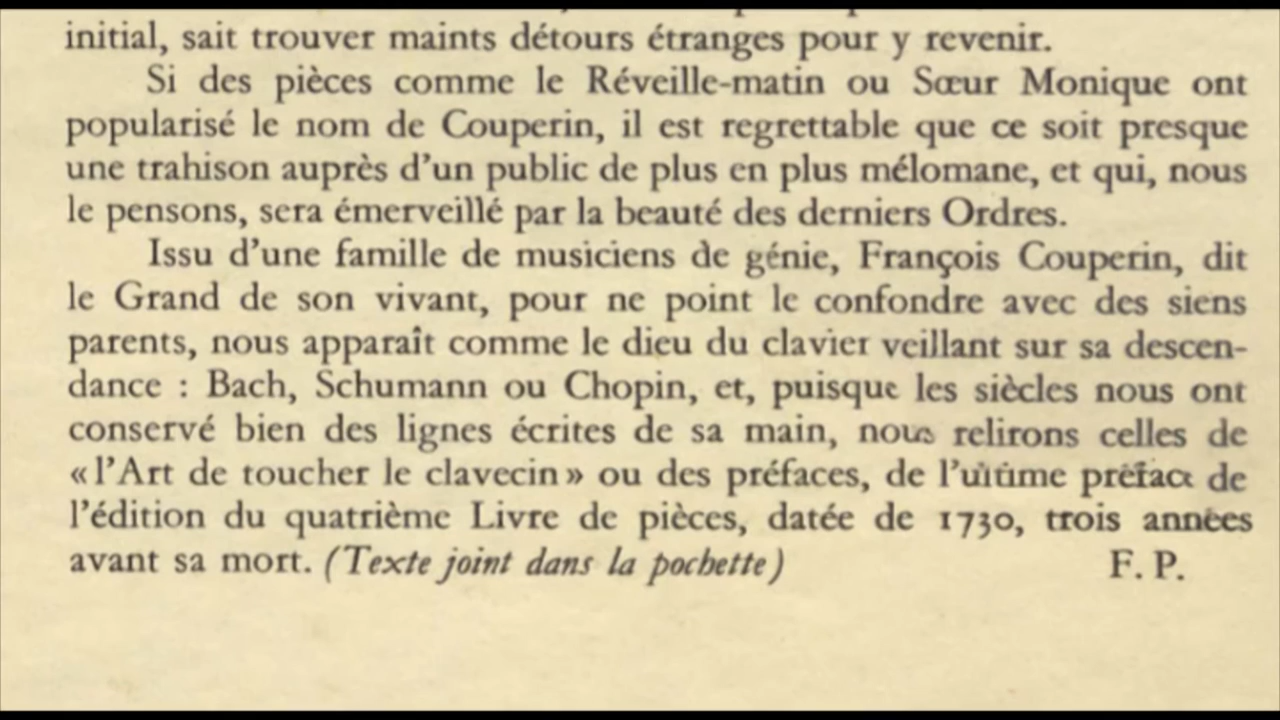 initial, sait trouver maints détours étranges pour y revenir.
Si des pièces comme le Réveille-matin ou Sœur Monique ont
popularisé le nom de Couperin, il est regrettable que ce soit presque
une trahison auprès d'un public de plus en plus mélomane, et qui, nous
le pensons, sera émerveillé par la beauté des derniers Ordres.
Issu d'une famille de musiciens de génie, François Couperin, dit
le Grand de son vivant, pour ne point le confondre avec des siens
parents, nous apparaît comme le dieu du clavier veillant sur sa descen-
dance : Bach, Schumann ou Chopin, et, puisque les siècles nous ont
conservé bien des lignes écrites de sa main, nous relirons celles de
« l'Art de toucher le clavecin » ou des préfaces, de l'ultime préface de
l'édition du quatrième Livre de pièces, datée de 1730, trois années
avant sa mort. (Texte joint dans la pochette) F. P.